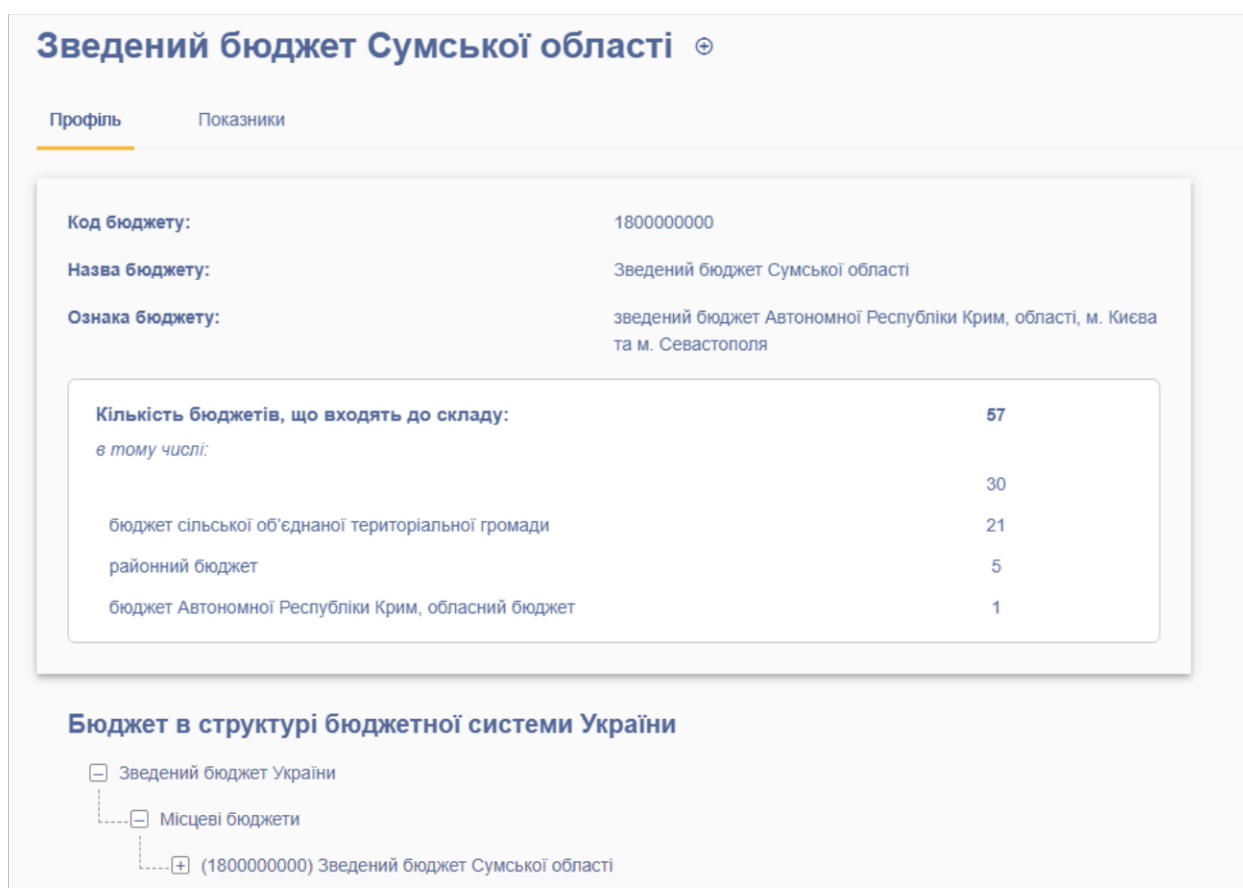 Зведений бюджет Сумської області
Профіль Показники
Код бюджету: 1800000000
Назва бюджету: Зведений бюджет Сумської області
Ознака бюджету: зведений бюджет Автономної Республіки Крим, області, м. Києва
та м. Севастополя
Кількість бюджетів, що входять до складу: 57
в тому числі:
30
бюджет сільської об'єднаної територіальної громади 21
районний бюджет 5
бюджет Автономної Республіки Крим, обласний бюджет 1
Бюджет в структурі бюджетної системи України
Зведений бюджет України
Місцеві бюджети
(1800000000) Зведений бюджет Сумської області